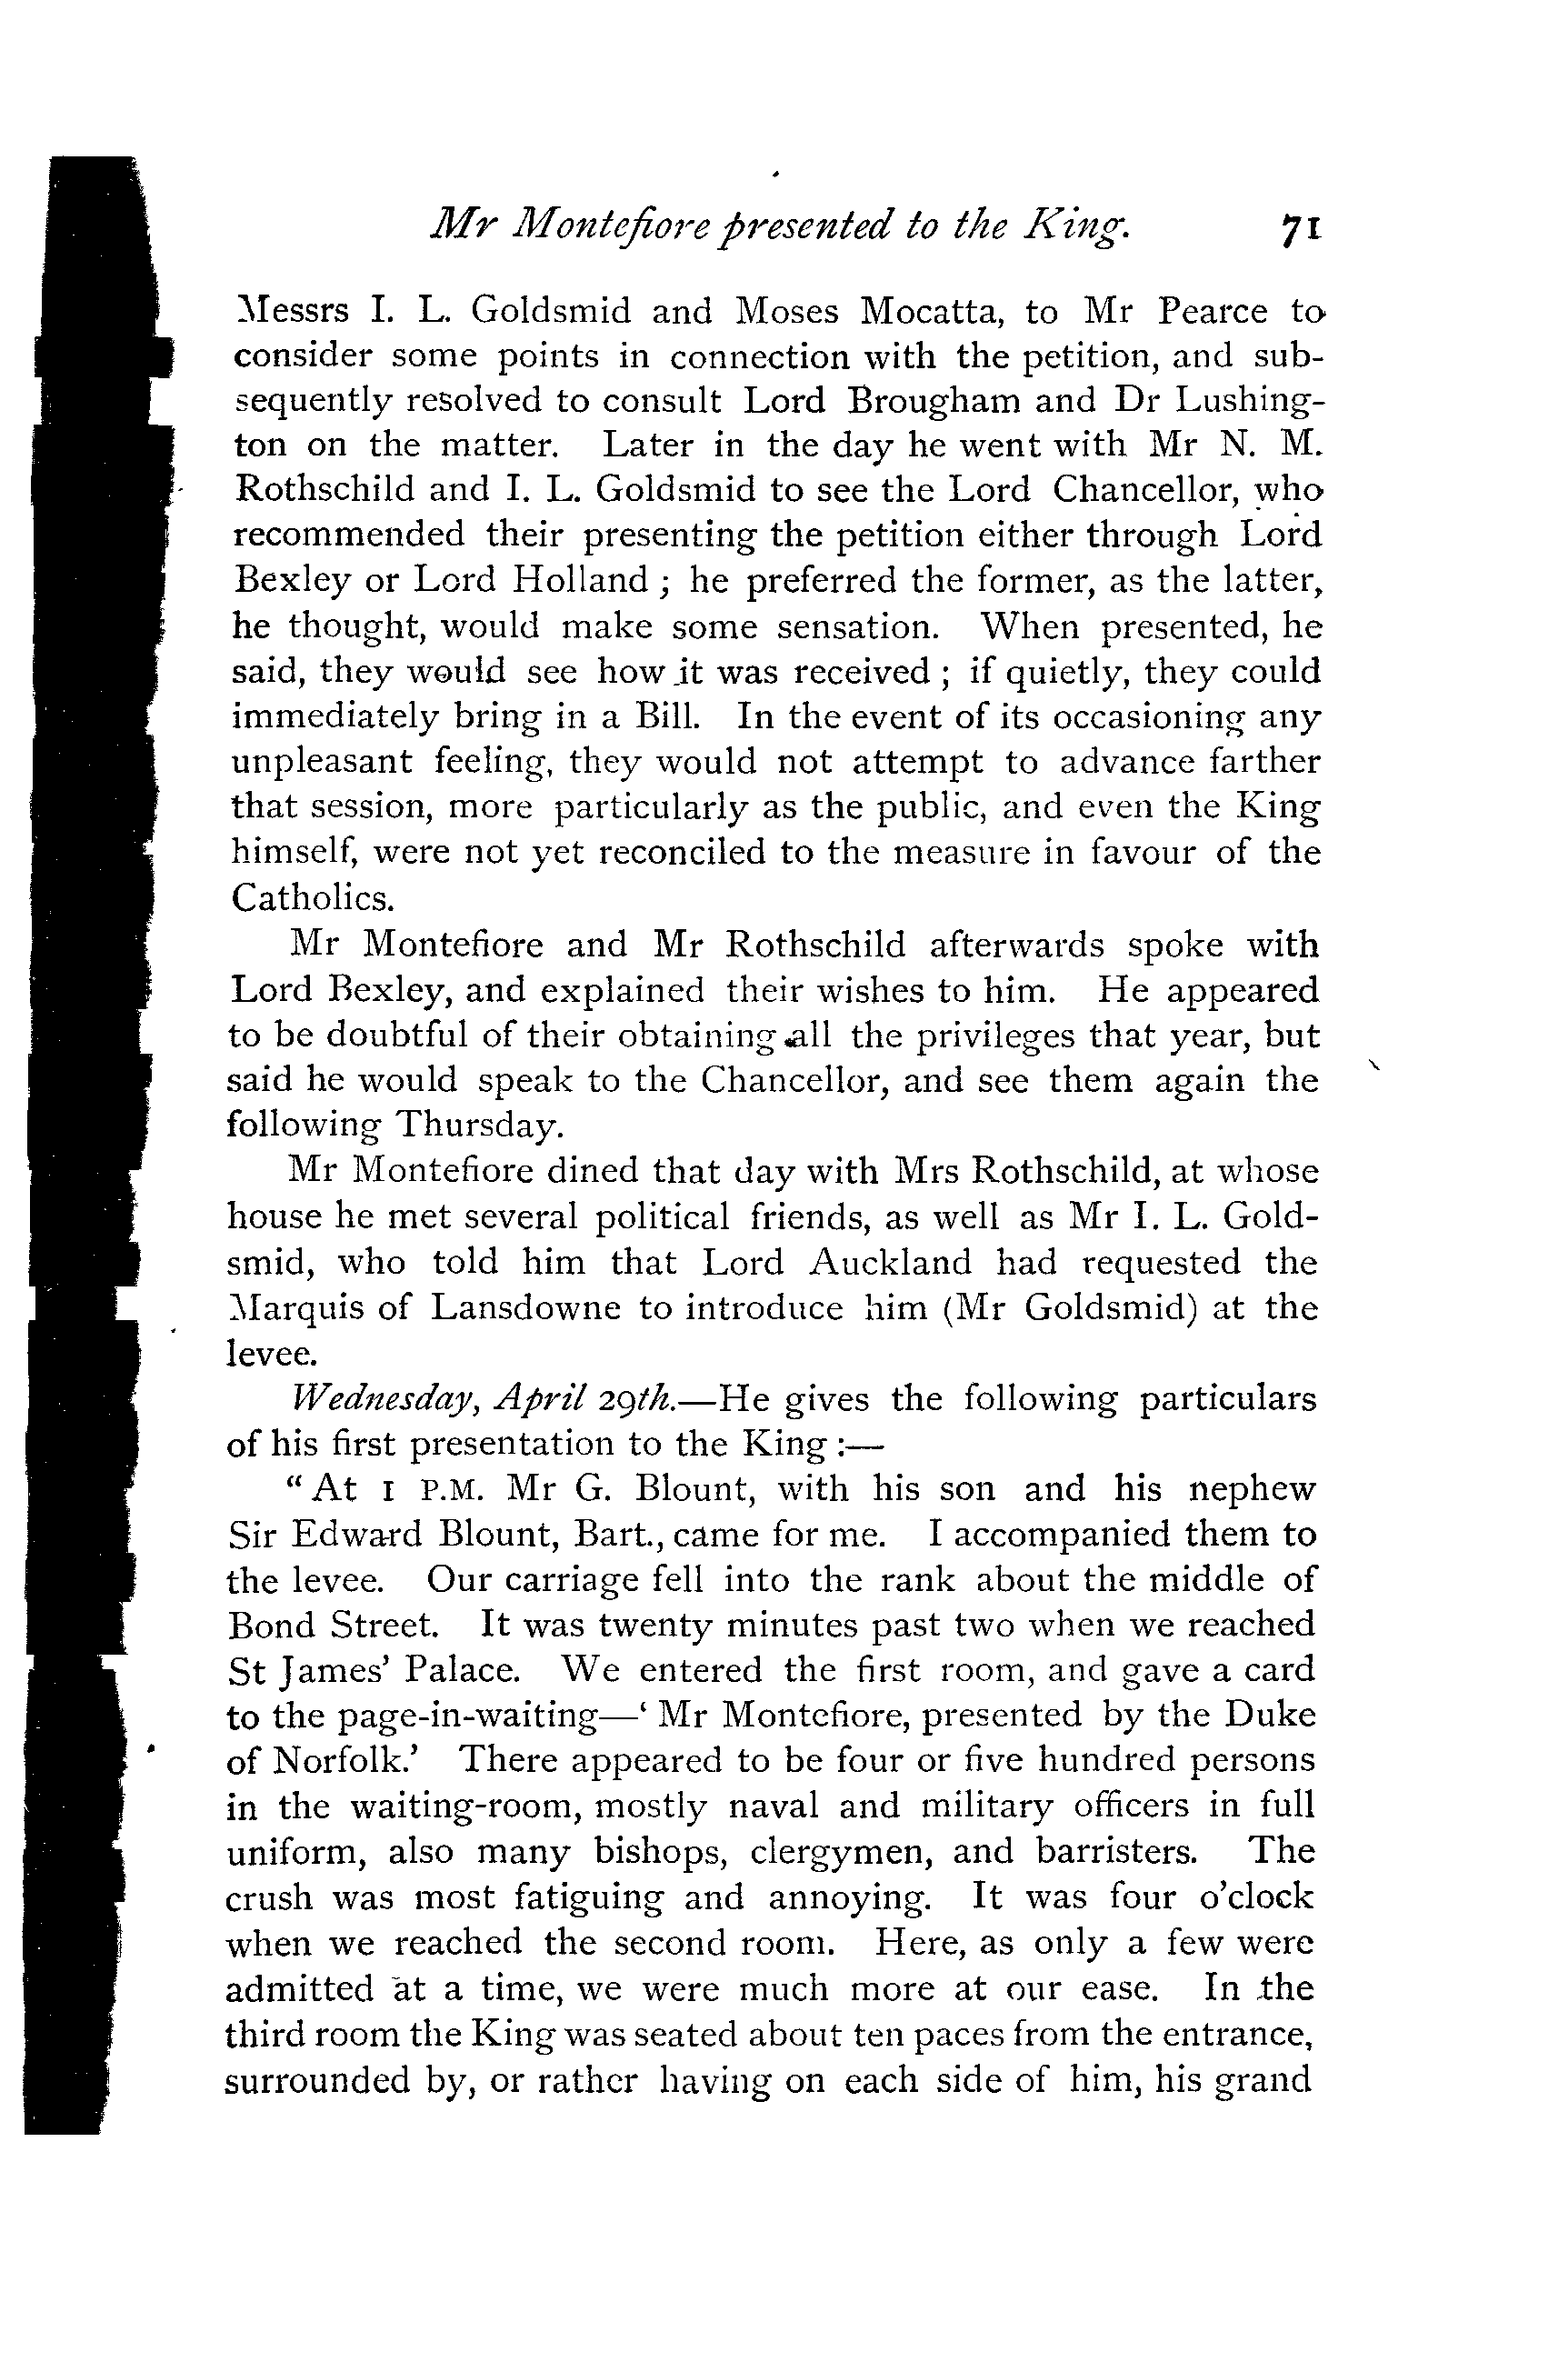 Mr Montefiore presented to the King. 71
Messrs I. L. Goldsmid and Moses Mocatta, to Mr Pearce to
consider some points in connection with the petition, and sub-
sequently resolved to consult Lord Brougham and Dr Lushing-
ton on the matter. Later in the day he went with Mr N. M.
Rothschild and I. L. Goldsmid to see the Lord Chancellor, who
recommended their presenting the petition either through Lord
Bexley or Lord Holland ; he preferred the former, as the latter,
he thought, would make some sensation. When presented, he
said, they would see how it was received ; if quietly, they could
immediately bring in a Bill. In the event of its occasioning any
unpleasant feeling, they would not attempt to advance farther
that session, more particularly as the public, and even the King
himself, were not yet reconciled to the measure in favour of the
Catholics.
Mr Montefiore and Mr Rothschild afterwards spoke with
Lord Bexley, and explained their wishes to him. He appeared
to be doubtful of their obtaining all the privileges that year, but
said he would speak to the Chancellor, and see them again the
following Thursday.
Mr Montefiore dined that day with Mrs Rothschild, at whose
house he met several political friends, as well as Mr I. L. Gold-
smid, who told him that Lord Auckland had requested the
Marquis of Lansdowne to introduce him (Mr Goldsmid) at the
levee.
Wednesday, April 29th.—He gives the following particulars
of his first presentation to the King :—
“ At 1 P.M. Mr G. Blount, with his son and his nephew
Sir Edward Blount, Bart., came for me. I accompanied them to
the levee. Our carriage fell into the rank about the middle of
Bond Street. It was twenty minutes past two when we reached
St James’ Palace. We entered the first room, and gave a card
to the page-in-waiting—‘ Mr Montefiore, presented by the Duke
of Norfolk.’ There appeared to be four or five hundred persons
in the waiting-room, mostly naval and military officers in full
uniform, also many bishops, clergymen, and barristers. The
crush was most fatiguing and annoying. It was four o’clock
when we reached the second room. Here, as only a few were
admitted at a time, we were much more at our ease. In the
third room the King was seated about ten paces from the entrance,
surrounded by, or rather having on each side of him, his grand